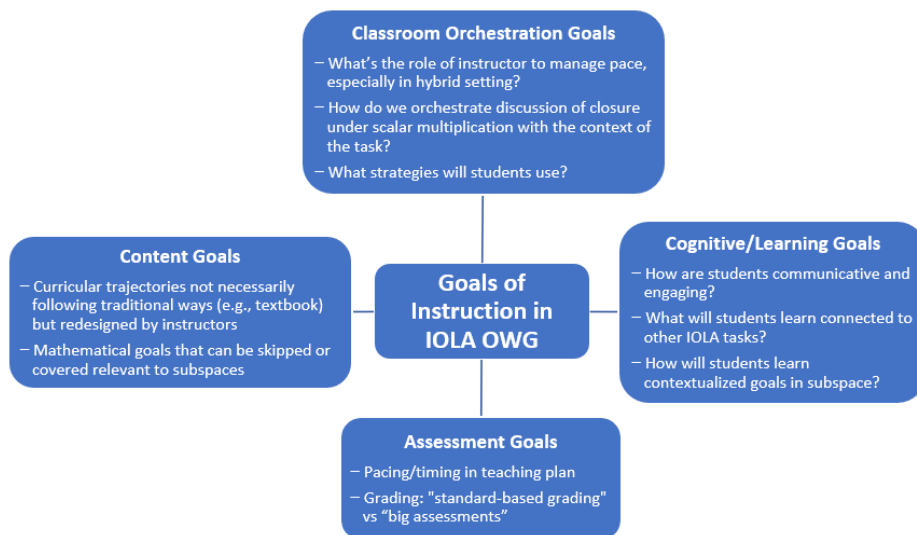 Classroom Orchestration Goals
– What's the role of instructor to manage pace,
especially in hybrid setting?
– How do we orchestrate discussion of closure
under scalar multiplication with the context of
the task?
– What strategies will students use?
Content Goals
– Curricular trajectories not necessarily
following traditional ways (e.g., textbook)
but redesigned by instructors
– Mathematical goals that can be skipped or
covered relevant to subspaces
Goals of
Instruction in
IOLA OWG
Cognitive/Learning Goals
– How are students communicative and
engaging?
– What will students learn connected to
other IOLA tasks?
– How will students learn
contextualized goals in subspace?
Assessment Goals
– Pacing/timing in teaching plan
– Grading: "standard-based grading"
vs “big assessments”